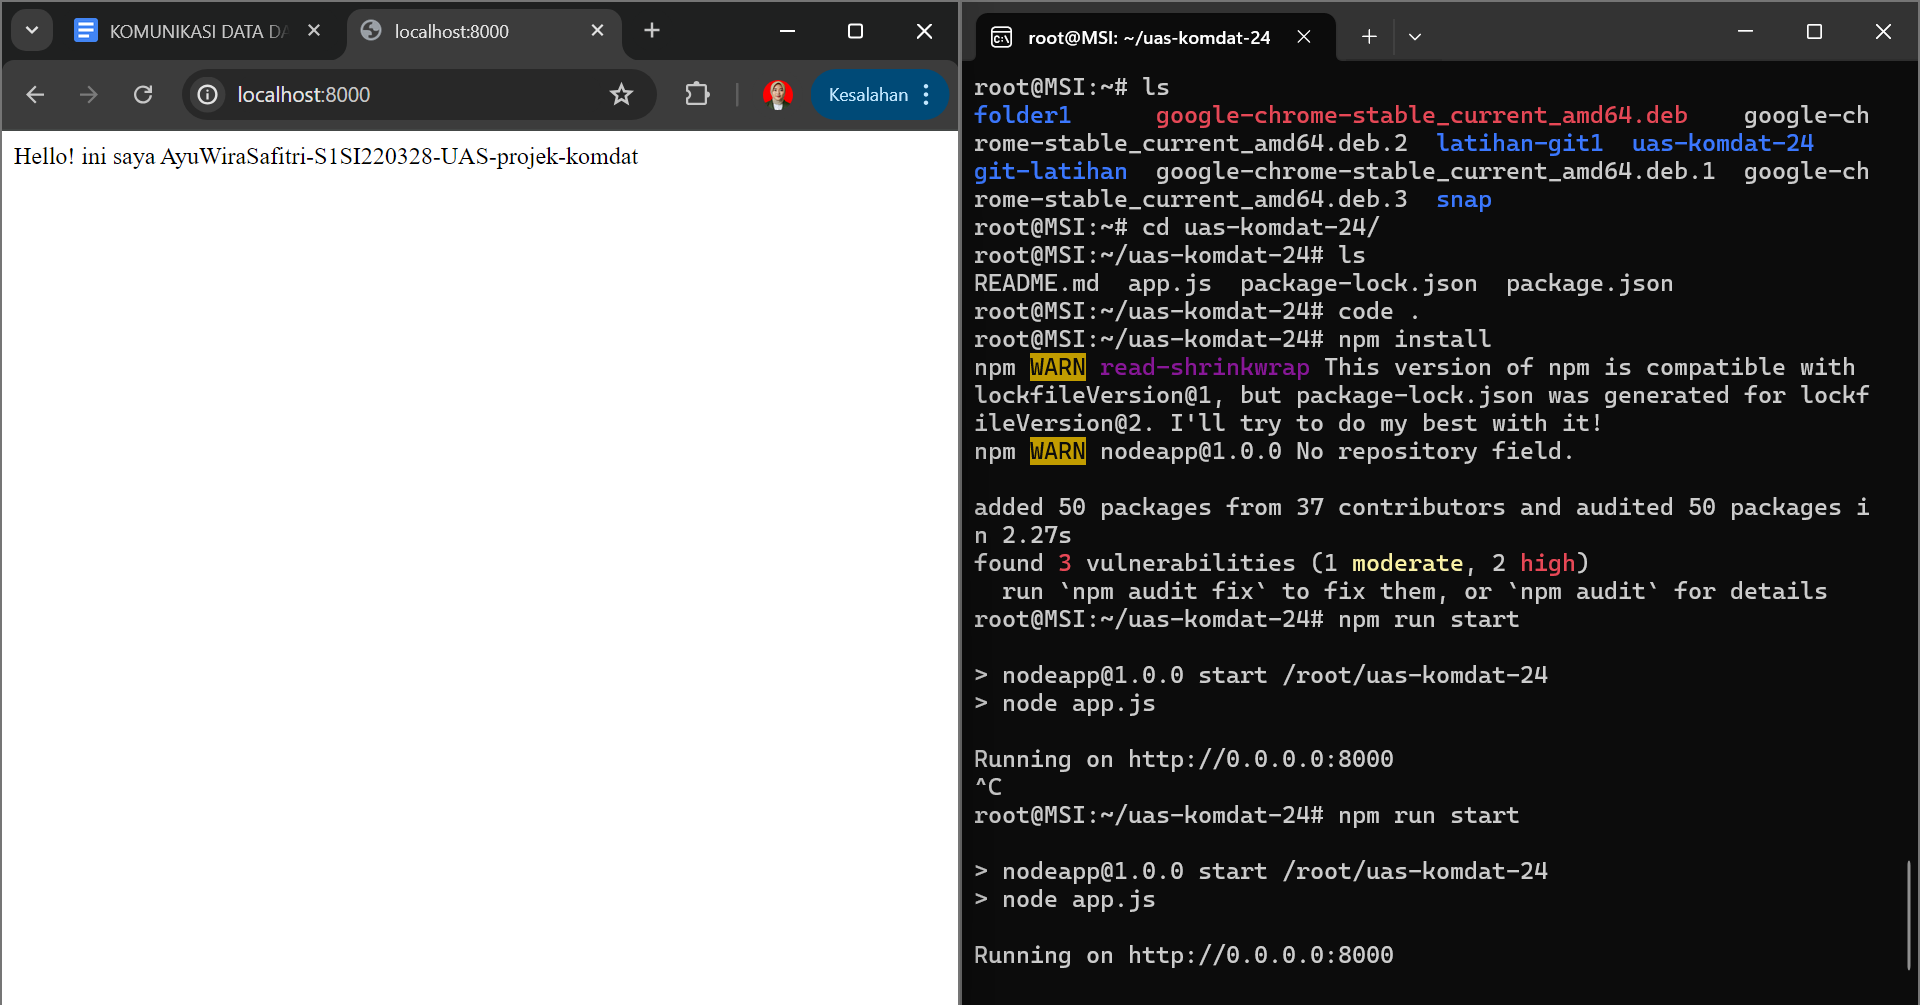 KOMUNIKASI DATA DA
localhost:8000
localhost:8000
Kesalahan
Hello! ini saya AyuWiraSafitri-S1SI220328-UAS-projek-komdat
root@MSI: ~/uas-komdat-24
root@MSI:~# ls
folder1      google-chrome-stable_current_amd64.deb    google-ch
rome-stable_current_amd64.deb.2  latihan-git1  uas-komdat-24
git-latihan  google-chrome-stable_current_amd64.deb.1  google-ch
rome-stable_current_amd64.deb.3  snap
root@MSI:~# cd uas-komdat-24/
root@MSI:~/uas-komdat-24# ls
README.md  app.js  package-lock.json  package.json
root@MSI:~/uas-komdat-24# code .
root@MSI:~/uas-komdat-24# npm install
npm WARN read-shrinkwrap This version of npm is compatible with
lockfileVersion@1, but package-lock.json was generated for lockf
ileVersion@2. I'll try to do my best with it!
npm WARN nodeapp@1.0.0 No repository field.
added 50 packages from 37 contributors and audited 50 packages i
n 2.27s
found 3 vulnerabilities (1 moderate, 2 high)
  run `npm audit fix` to fix them, or `npm audit` for details
root@MSI:~/uas-komdat-24# npm run start
> nodeapp@1.0.0 start /root/uas-komdat-24
> node app.js
Running on http://0.0.0.0:8000
^C
root@MSI:~/uas-komdat-24# npm run start
> nodeapp@1.0.0 start /root/uas-komdat-24
> node app.js
Running on http://0.0.0.0:8000